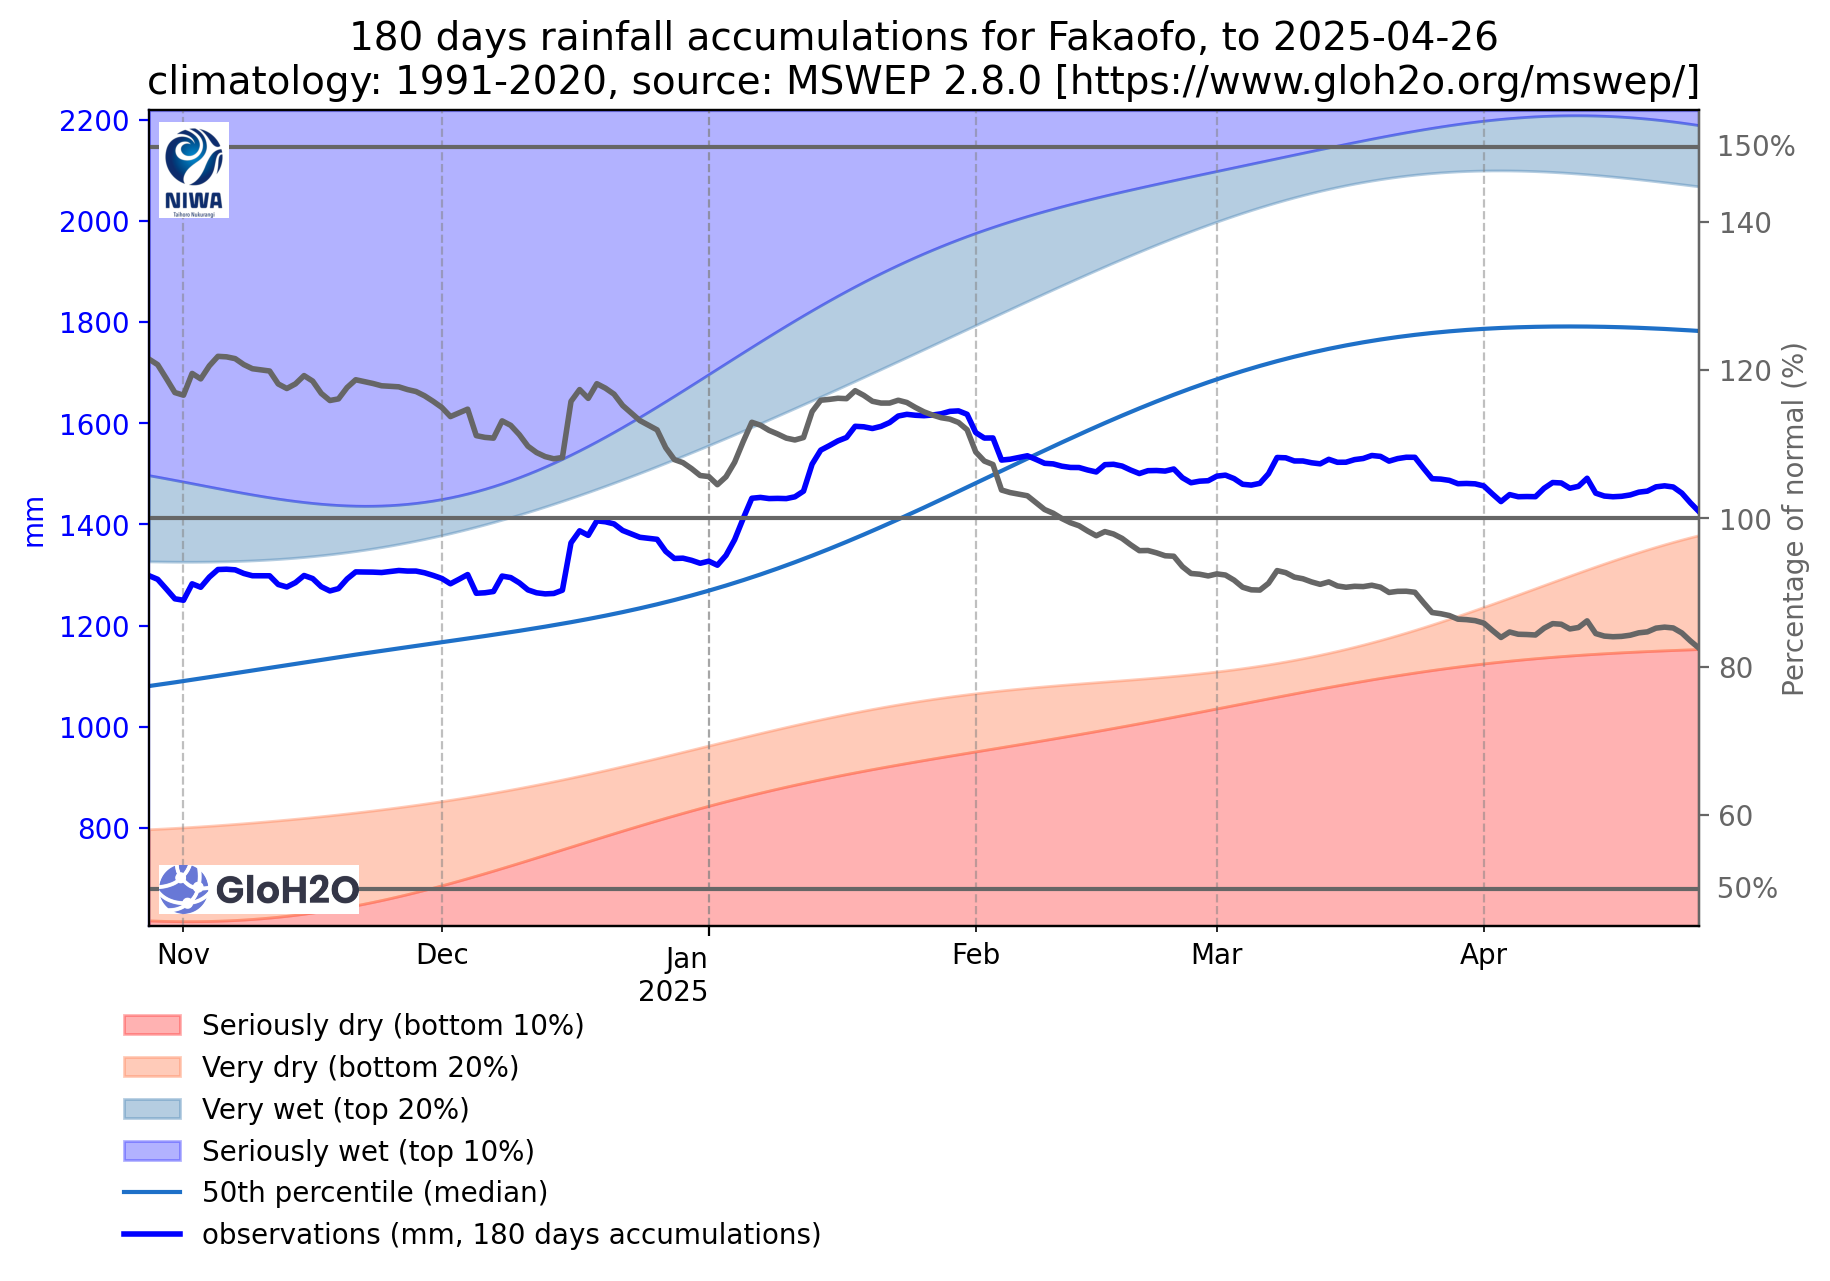 180 days rainfall accumulations for Fakaofo, to 2025-04-26
climatology: 1991-2020, source: MSWEP 2.8.0 [https://www.gloh2o.org/mswep/]
2200
2000
1800
1600
1400
1200
1000
800
mm
NIWA
Taihoro Nukurangi
GloH2O
150%
140
120
100
80
60
50%
Percentage of normal (%)
Nov
Dec
Jan
2025
Feb
Mar
Apr
Seriously dry (bottom 10%)
Very dry (bottom 20%)
Very wet (top 20%)
Seriously wet (top 10%)
50th percentile (median)
observations (mm, 180 days accumulations)